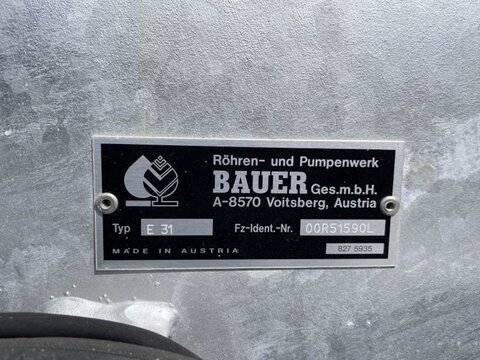 Röhren- und Pumpenwerk
BAUER Ges.m.b.H.
A-8570 Voitsberg, Austria
Typ E 31 Fz-Ident.-Nr. 00R51590L
MADE IN AUSTRIA 827 5935